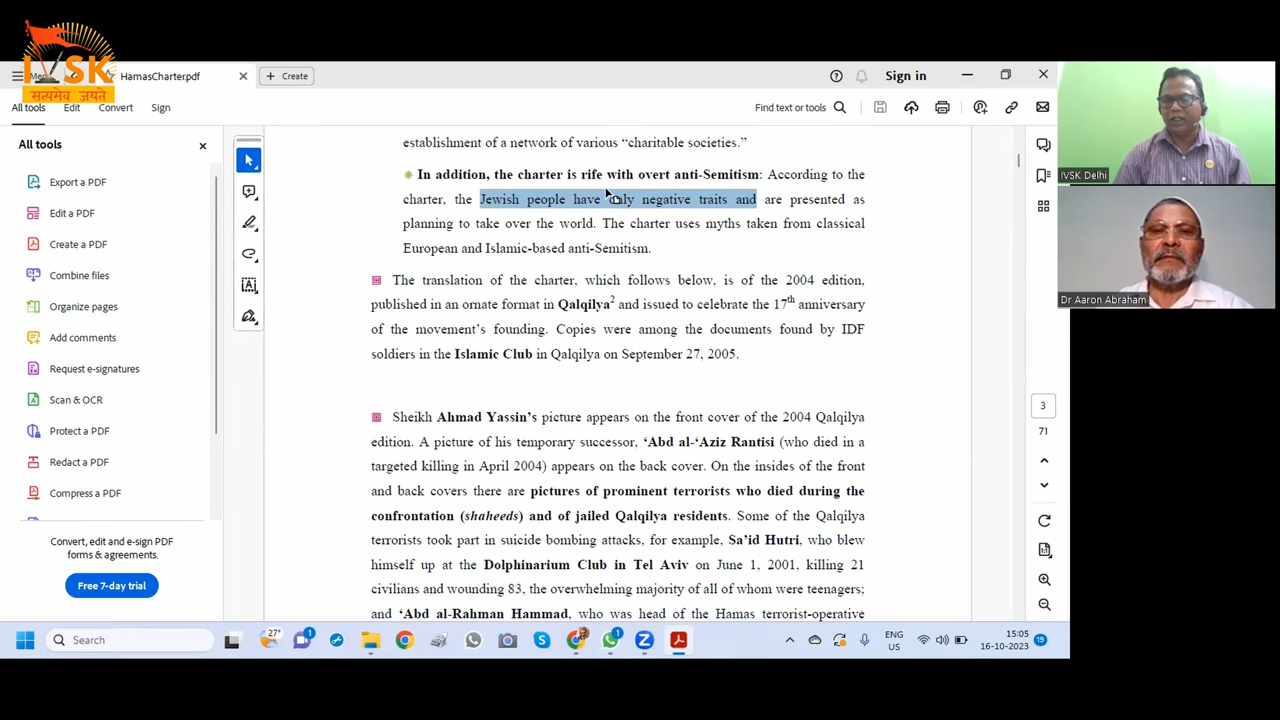 IVSK
सत्यमेव जयते
HamasCharter.pdf
Create
Sign in
All tools
Edit
Convert
Sign
Find text or tools
All tools
Export a PDF
Edit a PDF
Create a PDF
Combine files
Organize pages
Add comments
Request e-signatures
Scan & OCR
Protect a PDF
Redact a PDF
Compress a PDF
Convert, edit and e-sign PDF
forms & agreements.
Free 7-day trial
establishment of a network of various “charitable societies.”
In addition, the charter is rife with overt anti-Semitism: According to the
charter, the Jewish people have only negative traits and are presented as
planning to take over the world. The charter uses myths taken from classical
European and Islamic-based anti-Semitism.
The translation of the charter, which follows below, is of the 2004 edition,
published in an ornate format in Qalqilya2 and issued to celebrate the 17th anniversary
of the movement’s founding. Copies were among the documents found by IDF
soldiers in the Islamic Club in Qalqilya on September 27, 2005.
Sheikh Ahmad Yassin’s picture appears on the front cover of the 2004 Qalqilya
edition. A picture of his temporary successor, ‘Abd al-‘Aziz Rantisi (who died in a
targeted killing in April 2004) appears on the back cover. On the insides of the front
and back covers there are pictures of prominent terrorists who died during the
confrontation (shaheeds) and of jailed Qalqilya residents. Some of the Qalqilya
terrorists took part in suicide bombing attacks, for example, Sa’id Hutri, who blew
himself up at the Dolphinarium Club in Tel Aviv on June 1, 2001, killing 21
civilians and wounding 83, the overwhelming majority of all of whom were teenagers;
and ‘Abd al-Rahman Hammad, who was head of the Hamas terrorist-operative
3
71
IVSK Delhi
Dr Aaron Abraham
Search
27°
1
1
ENG
US
15:05
16-10-2023
19